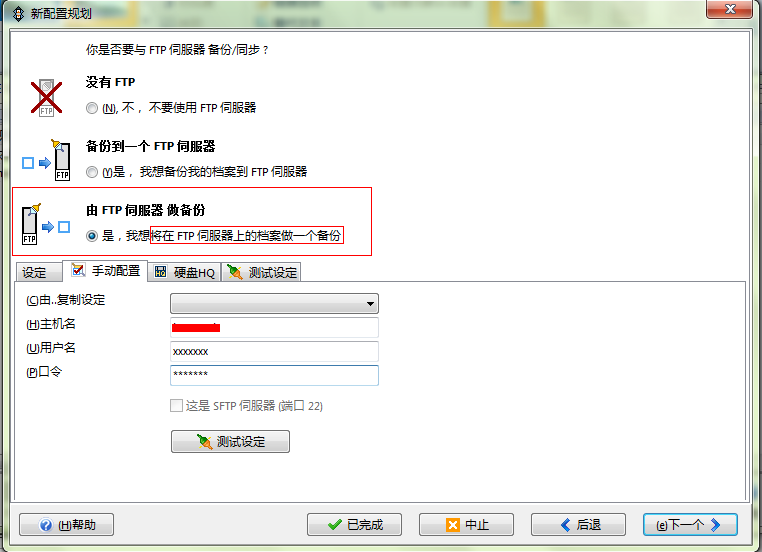 新配置规划
你是否要与 FTP 伺服器 备份/同步？
没有 FTP
(N), 不， 不要使用 FTP 伺服器
备份到一个 FTP 伺服器
(Y)是， 我想备份我的档案到 FTP 伺服器
由 FTP 伺服器 做备份
是，我想将在 FTP 伺服器上的档案做一个备份
FTP
FTP
FTP
设定 手动配置 硬盘HQ 测试设定
(C)由..复制设定
(H)主机名
(U)用户名 xxxxxxx
(P)口令 *******
这是 SFTP 伺服器 (端口 22)
测试设定
(H)帮助 已完成 中止 后退 (e)下一个